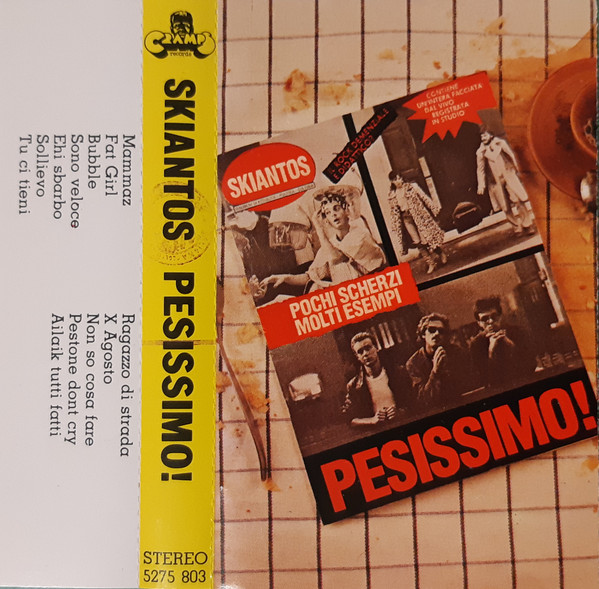 Mammaz
Fat Girl
Bubble
Sono veloce
Ehi sbarbo
Sollievo
Tu ci tieni
Ragazzo di strada
X Agosto
Non so cosa fare
Pestone dont cry
Ailaik tutti fatti
CRAMPS
records
SKIANTOS PESISSIMO!
STEREO
5275 803
SKIANTOS
CONTIENE
UN'INTERA FACCIATA
DAL VIVO
REGISTRATA
IN STUDIO
POCHI SCHERZI
MOLTI ESEMPI
PESISSIMO!